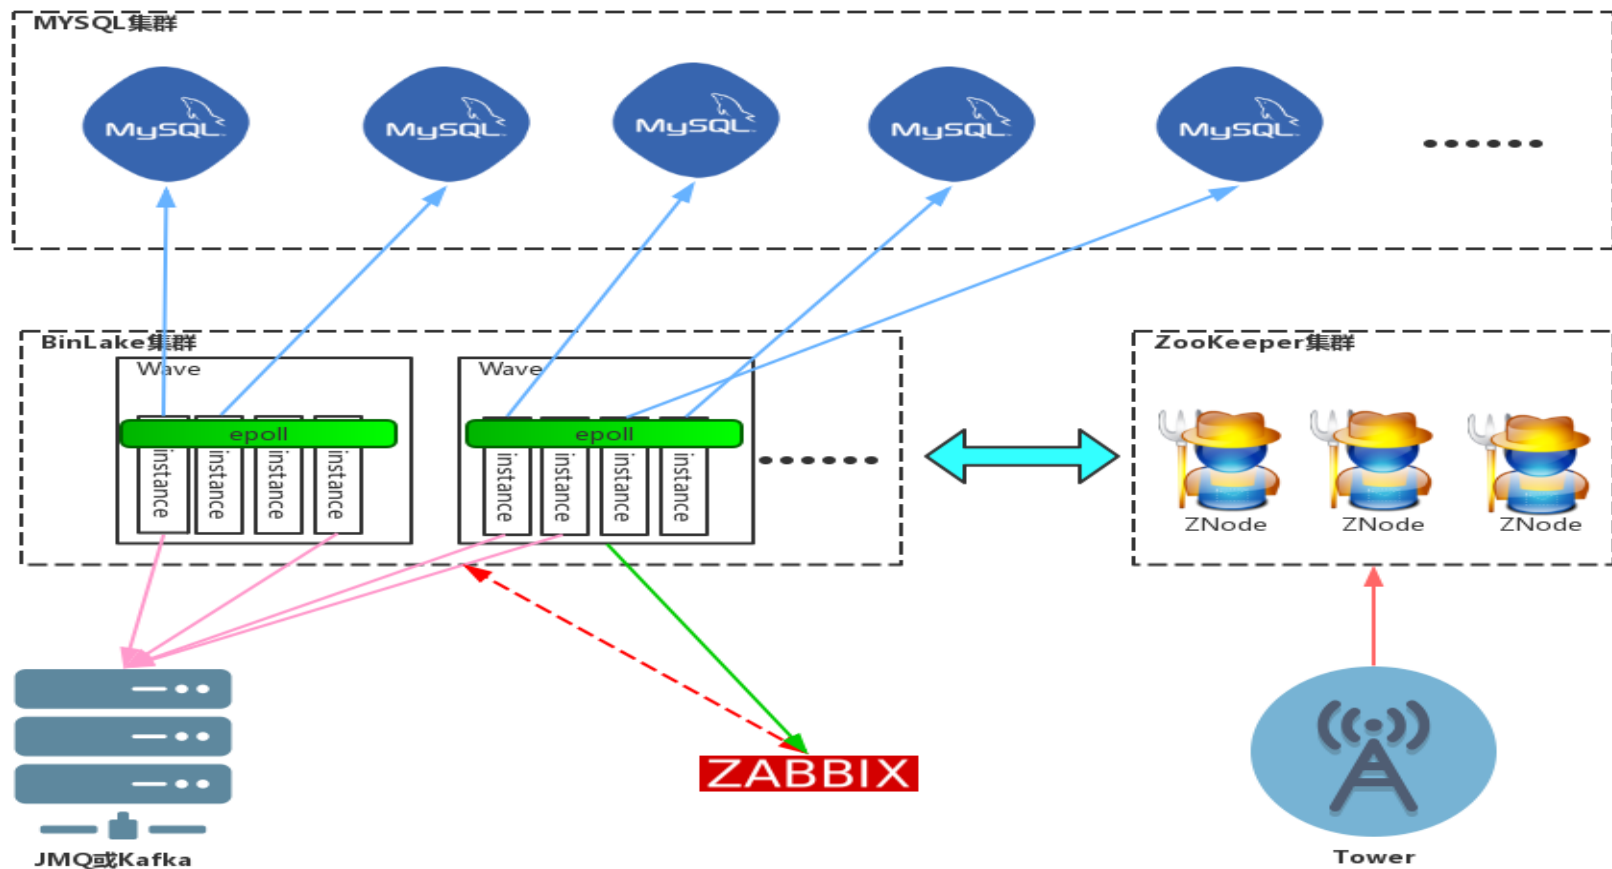 MYSQL集群
MySQL
MySQL
MySQL
MySQL
MySQL
BinLake集群
Wave
Wave
epoll
epoll
instance
instance
instance
instance
instance
instance
instance
instance
ZooKeeper集群
ZNode
ZNode
ZNode
ZABBIX
JMQ或Kafka
Tower